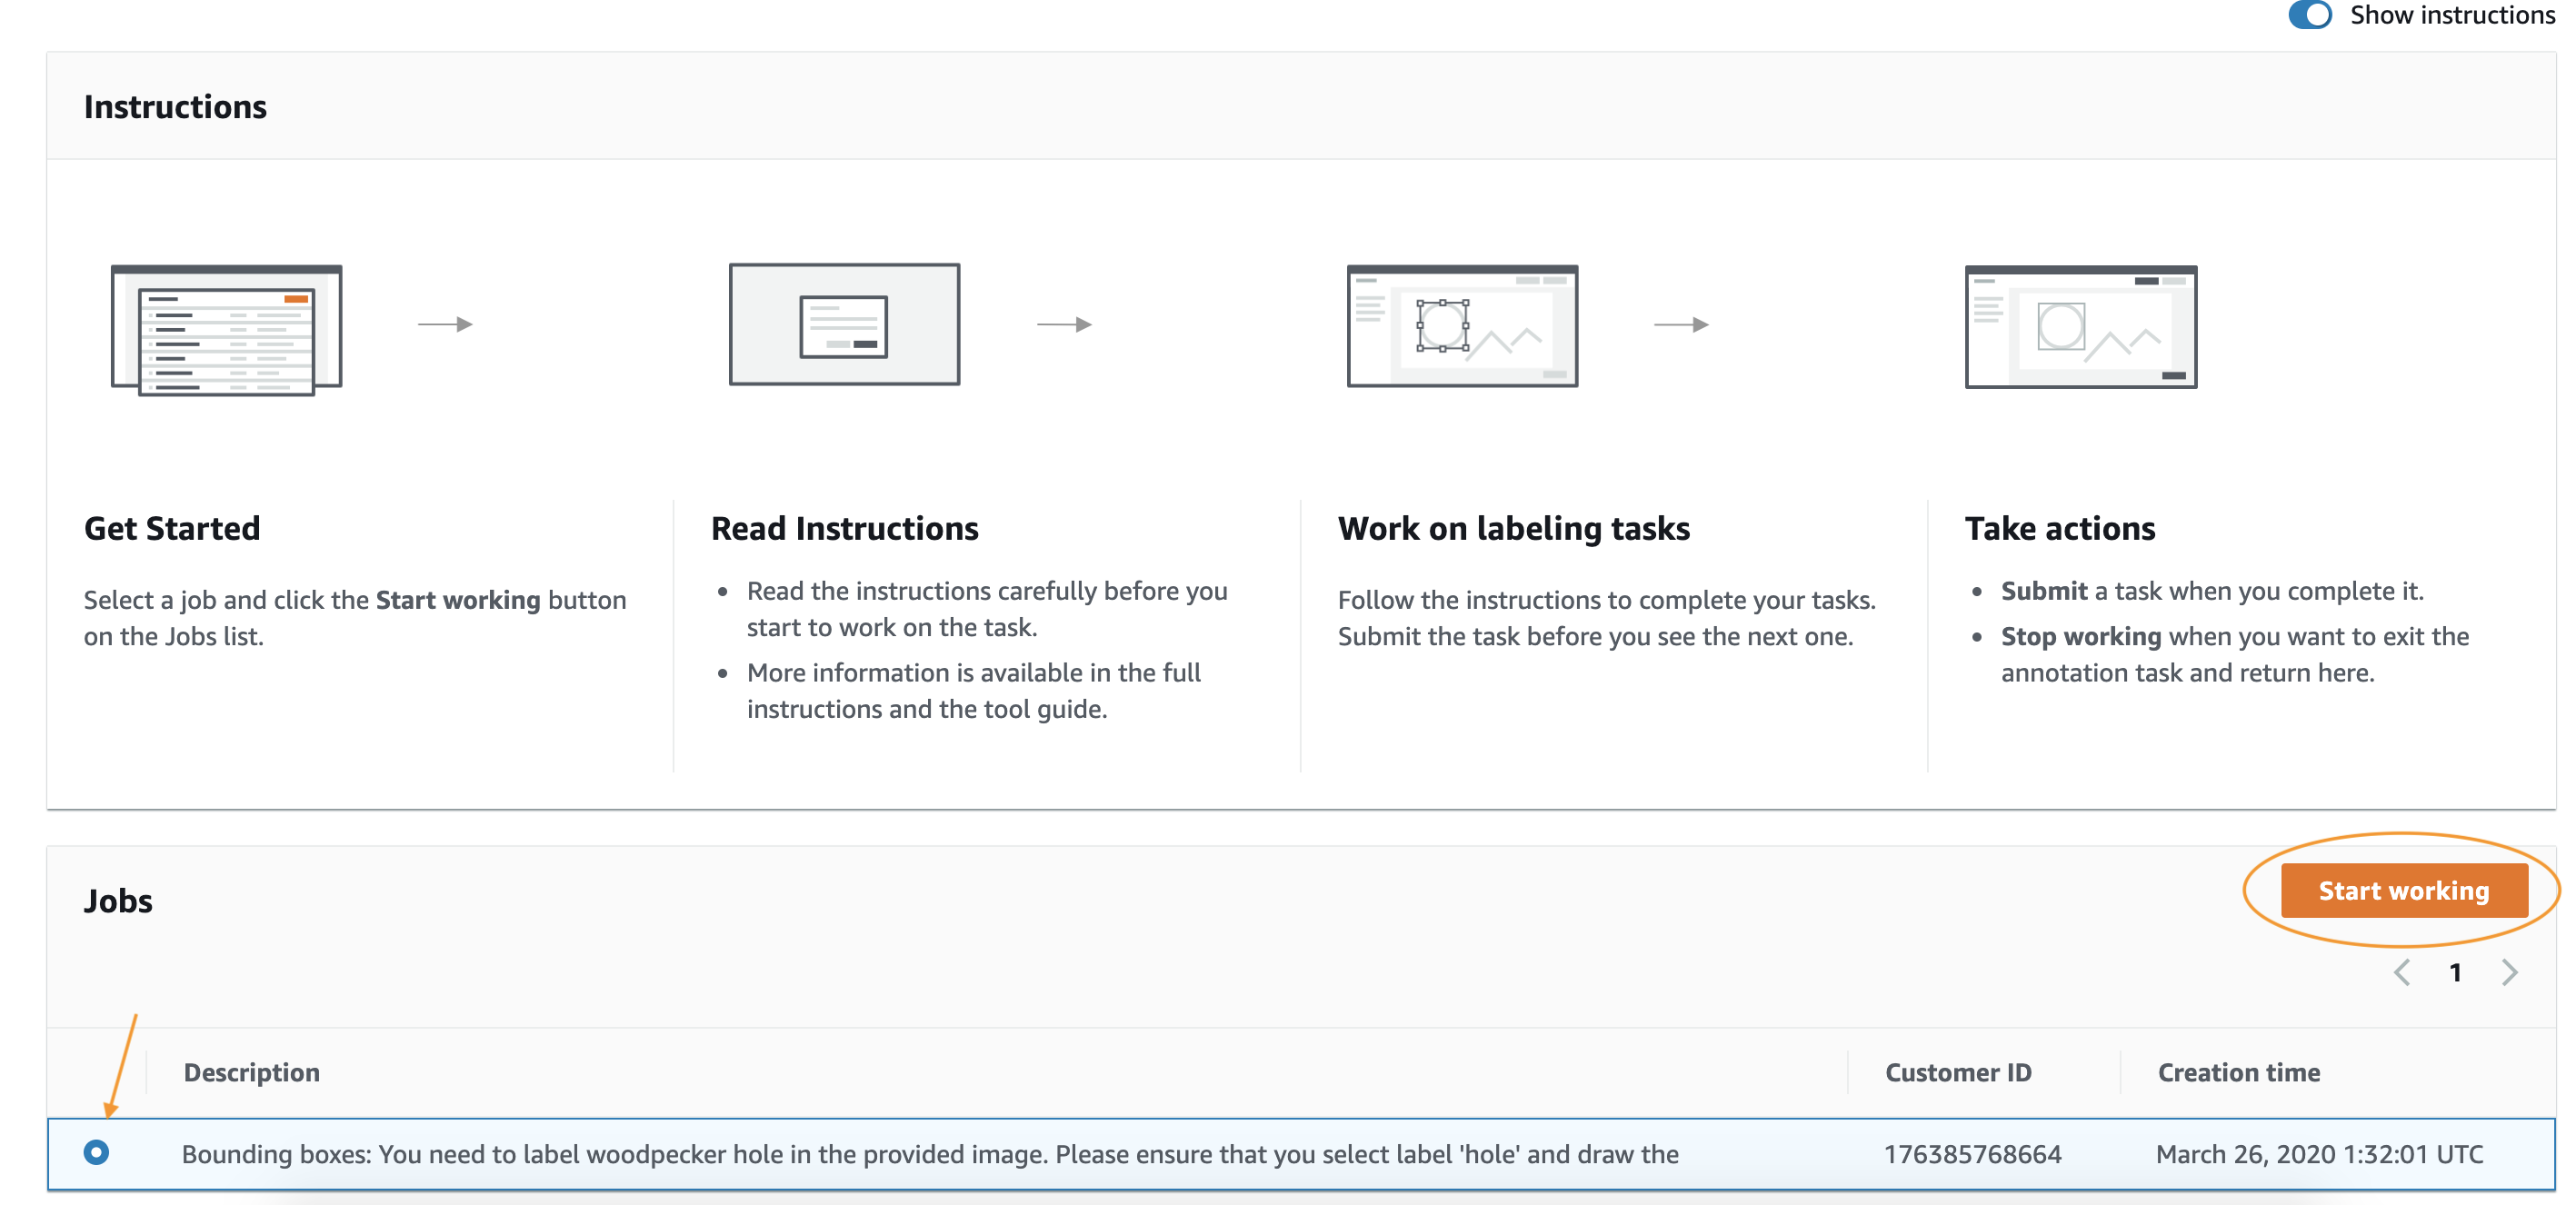 Show instructions
Instructions
Get Started
Select a job and click the Start working button
on the Jobs list.
Read Instructions
• Read the instructions carefully before you
start to work on the task.
• More information is available in the full
instructions and the tool guide.
Work on labeling tasks
Follow the instructions to complete your tasks.
Submit the task before you see the next one.
Take actions
• Submit a task when you complete it.
• Stop working when you want to exit the
annotation task and return here.
Jobs
Start working
1
Description Customer ID Creation time
Bounding boxes: You need to label woodpecker hole in the provided image. Please ensure that you select label 'hole' and draw the 176385768664 March 26, 2020 1:32:01 UTC